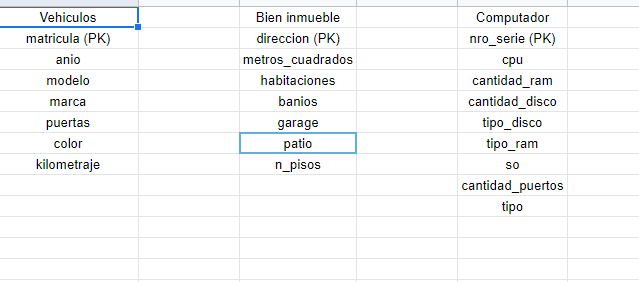 Vehiculos Bien inmueble Computador
matricula (PK) direccion (PK) nro_serie (PK)
anio metros_cuadrados cpu
modelo habitaciones cantidad_ram
marca banios cantidad_disco
puertas garage tipo_disco
color patio tipo_ram
kilometraje n_pisos so
cantidad_puertos
tipo